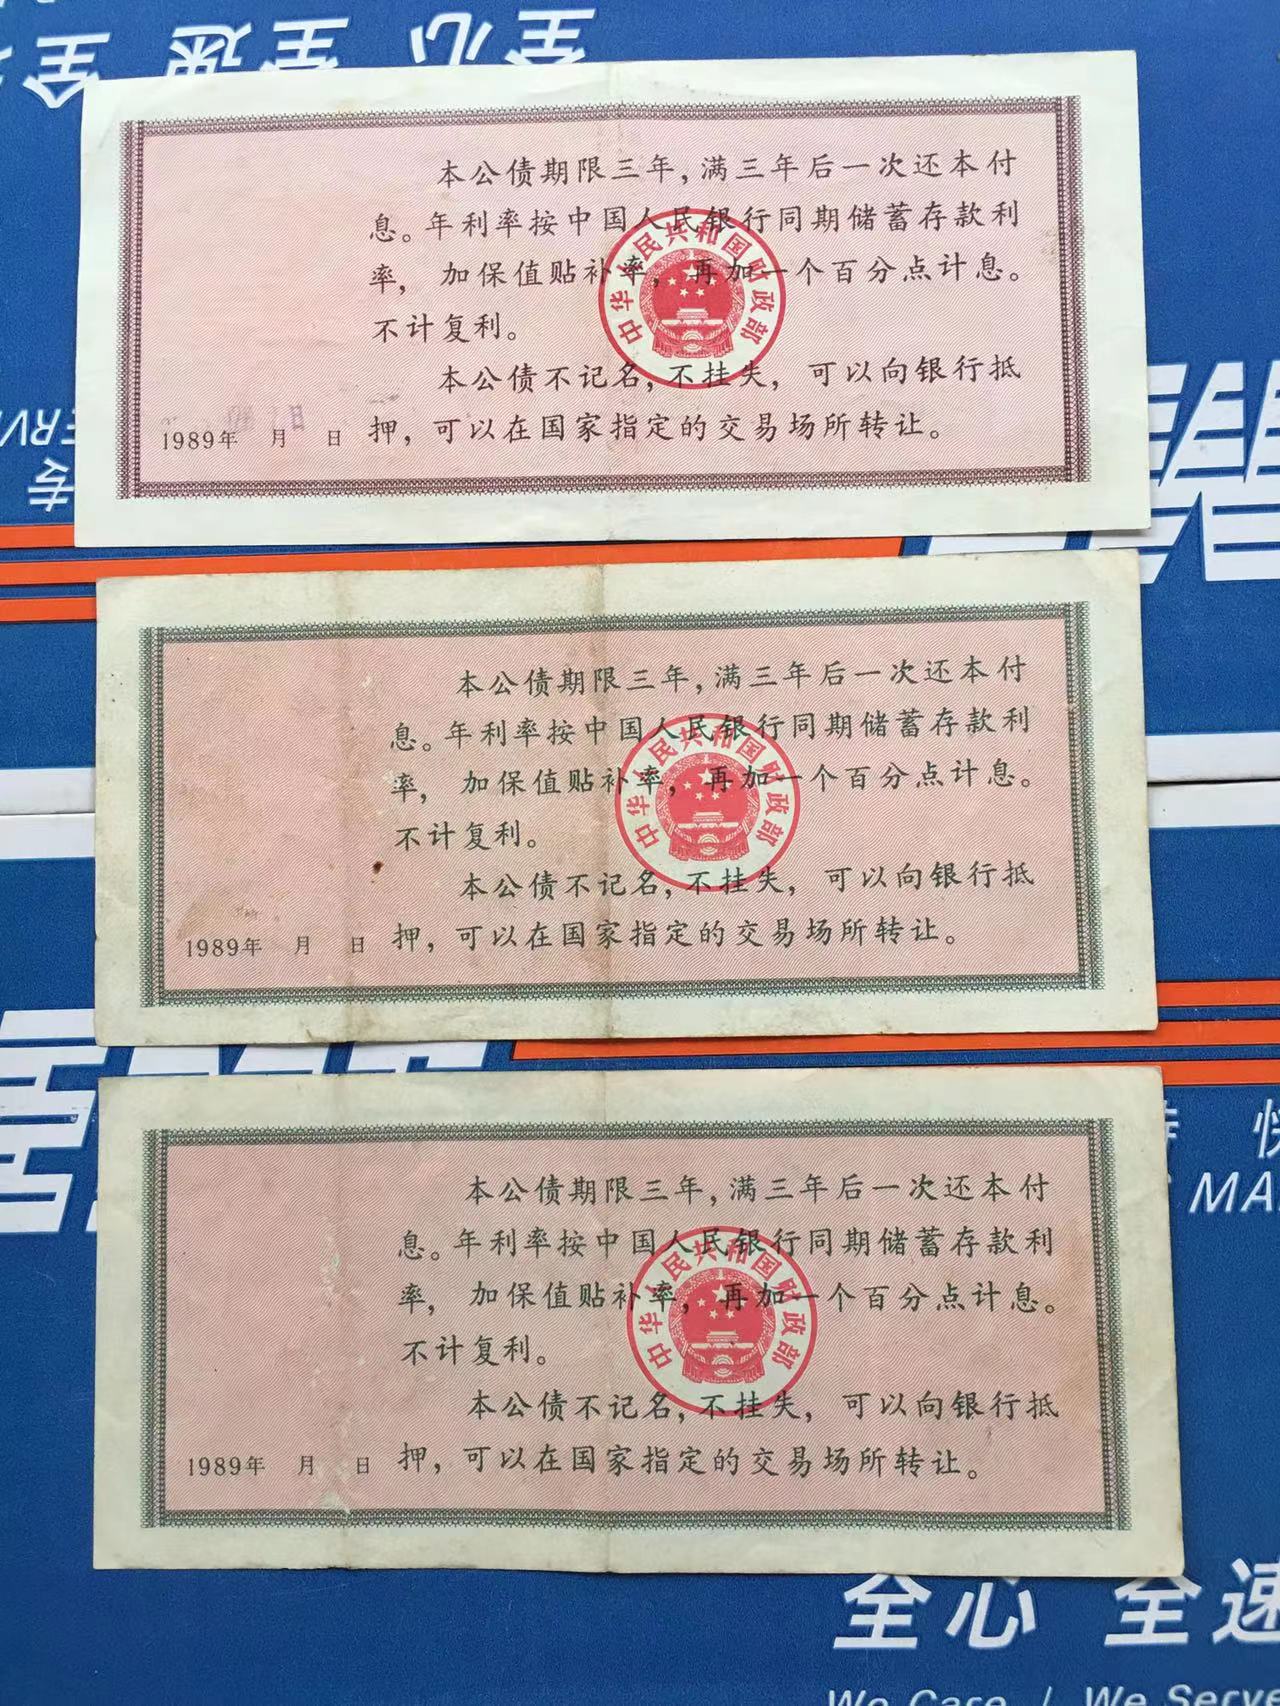 全心 全速 全
SERV
专
本公债期限三年，满三年后一次还本付
息。年利率按中国人民银行同期储蓄存款利
率，加保值贴补率，再加一个百分点计息。
不计复利。
本公债不记名，不挂失，可以向银行抵
押，可以在国家指定的交易场所转让。
1989年 月 日
中华人民共和国财政部
本公债期限三年，满三年后一次还本付
息。年利率按中国人民银行同期储蓄存款利
率，加保值贴补率，再加一个百分点计息。
不计复利。
本公债不记名，不挂失，可以向银行抵
押，可以在国家指定的交易场所转让。
1989年 月 日
中华人民共和国财政部
快
MA
本公债期限三年，满三年后一次还本付
息。年利率按中国人民银行同期储蓄存款利
率，加保值贴补率，再加一个百分点计息。
不计复利。
本公债不记名，不挂失，可以向银行抵
押，可以在国家指定的交易场所转让。
1989年 月 日
中华人民共和国财政部
全心 全速
We Care / We Serve